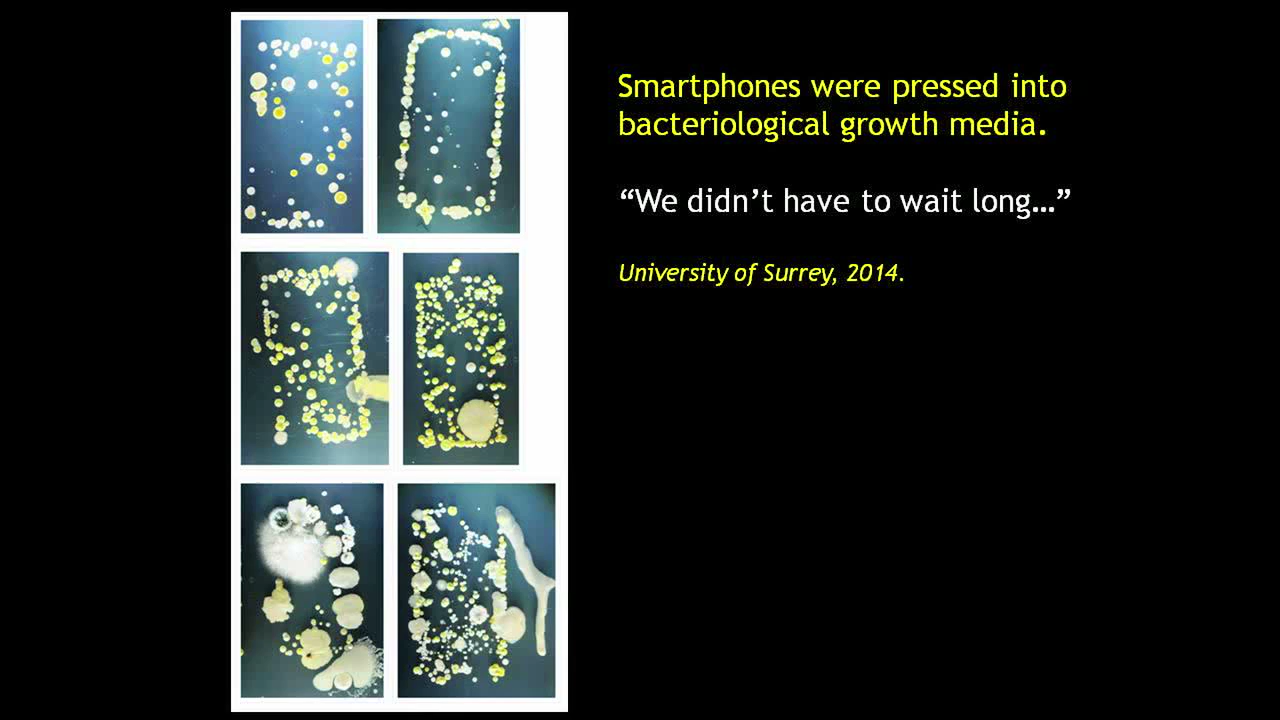 Smartphones were pressed into
bacteriological growth media.
“We didn’t have to wait long…”
University of Surrey, 2014.